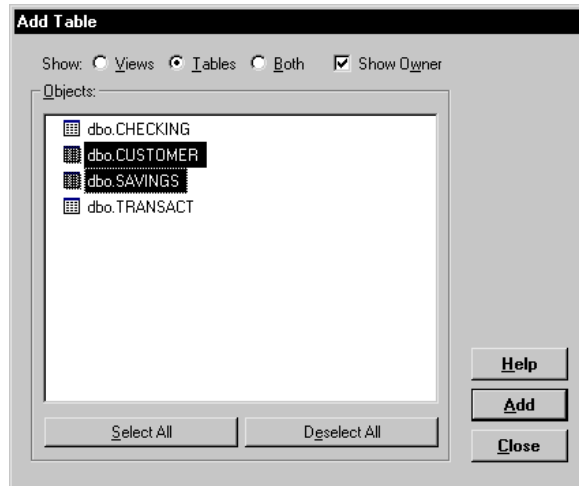 Add Table
Show: Views Tables Both Show Owner
Objects:
dbo.CHECKING
dbo.CUSTOMER
dbo.SAVINGS
dbo.TRANSACT
Help
Add
Select All Deselect All
Close